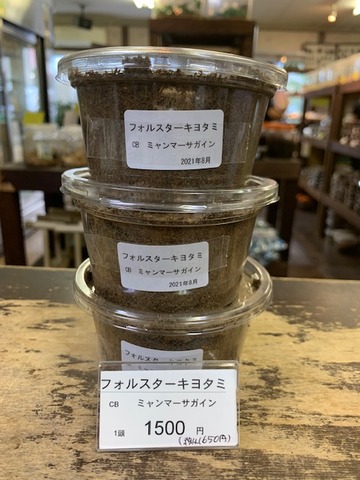 フォルスターキヨタミ
CB ミャンマーサガイン
2021年8月
フォルスターキヨタミ
CB ミャンマーサガイン
2021年8月
フォルスターキヨタミ
CB ミャンマーサガイン
1頭 1500 円
(税込1650円)